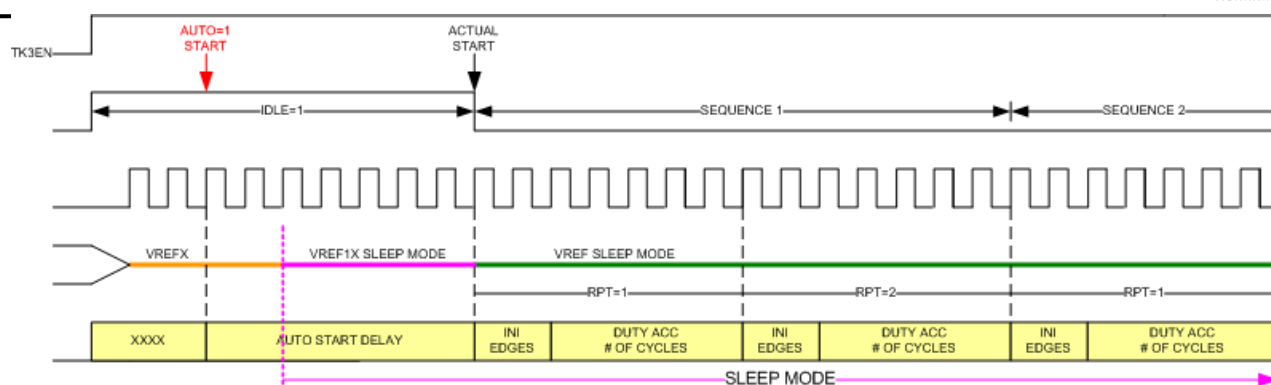 AUTO=1
START
ACTUAL
START
TK3EN
IDLE=1
SEQUENCE 1
SEQUENCE 2
VREFX
VREF1X SLEEP MODE
VREF SLEEP MODE
RPT=1
RPT=2
RPT=1
XXXX
AUTO START DELAY
INI
EDGES
DUTY ACC
# OF CYCLES
INI
EDGES
DUTY ACC
# OF CYCLES
INI
EDGES
DUTY ACC
# OF CYCLES
SLEEP MODE